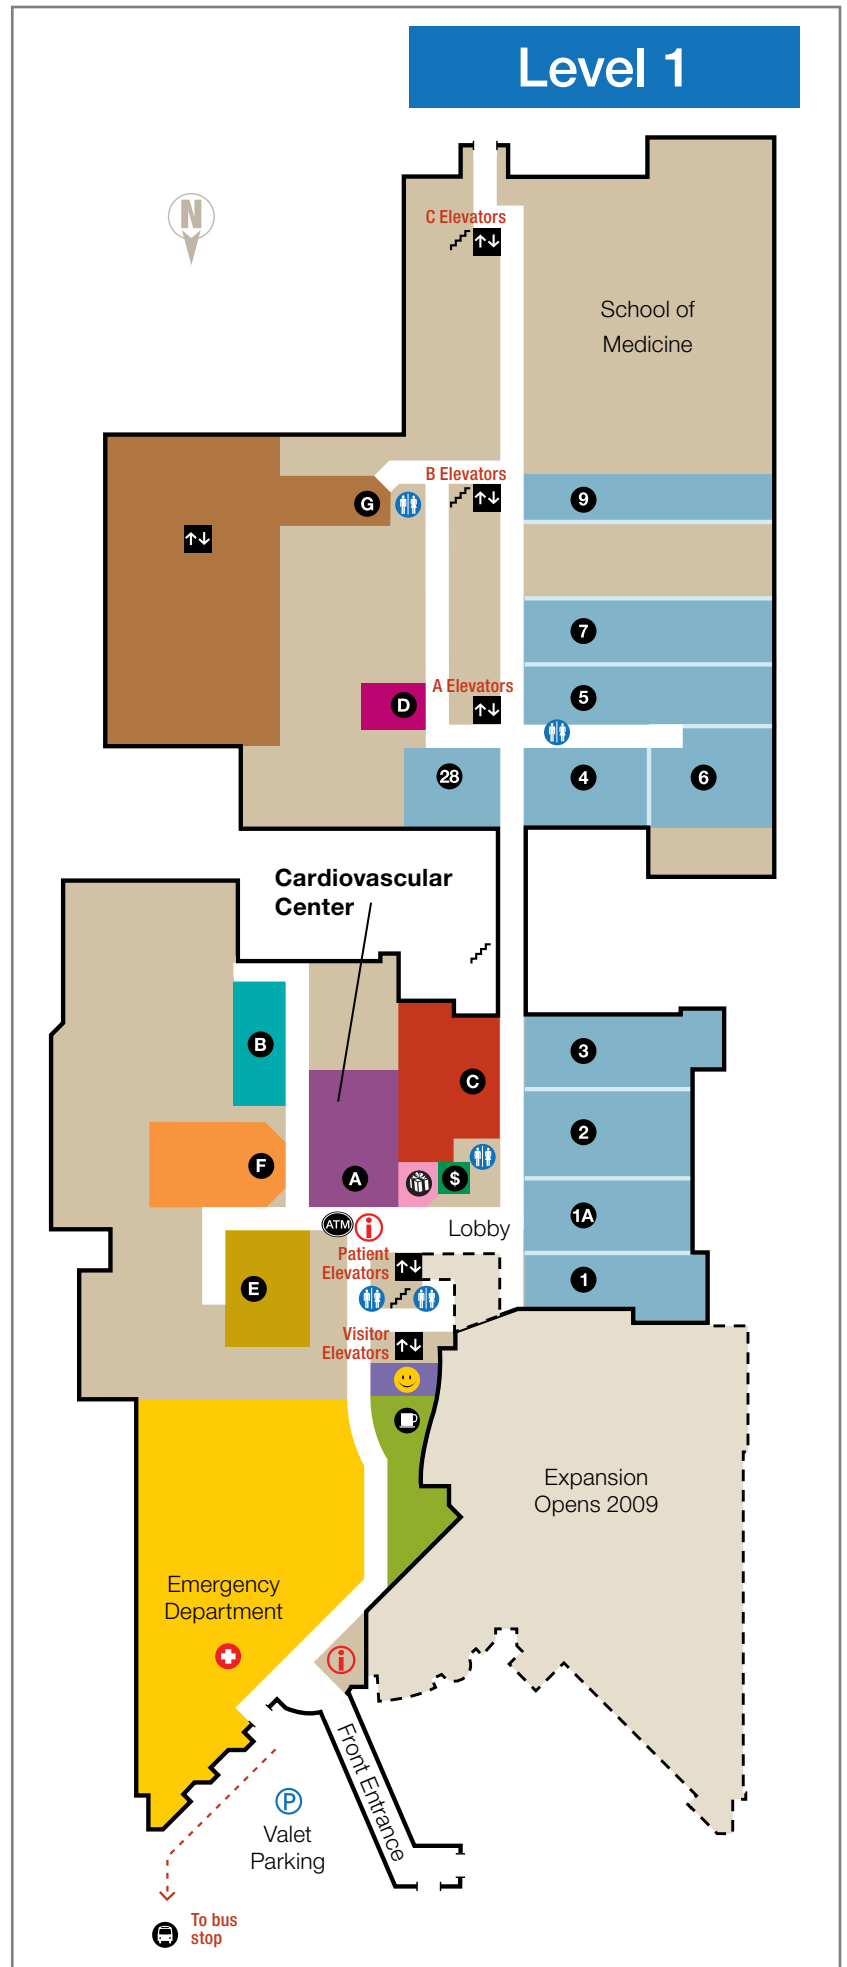 Level 1
N
C Elevators
School of
Medicine
B Elevators
G
9
7
A Elevators
5
D
28
4
6
Cardiovascular
Center
B
3
C
2
F
A
$
1A
ATM
i
Lobby
Patient
Elevators
E
1
Visitor
Elevators
Expansion
Opens 2009
Emergency
Department
i
Front Entrance
P
Valet
Parking
To bus
stop